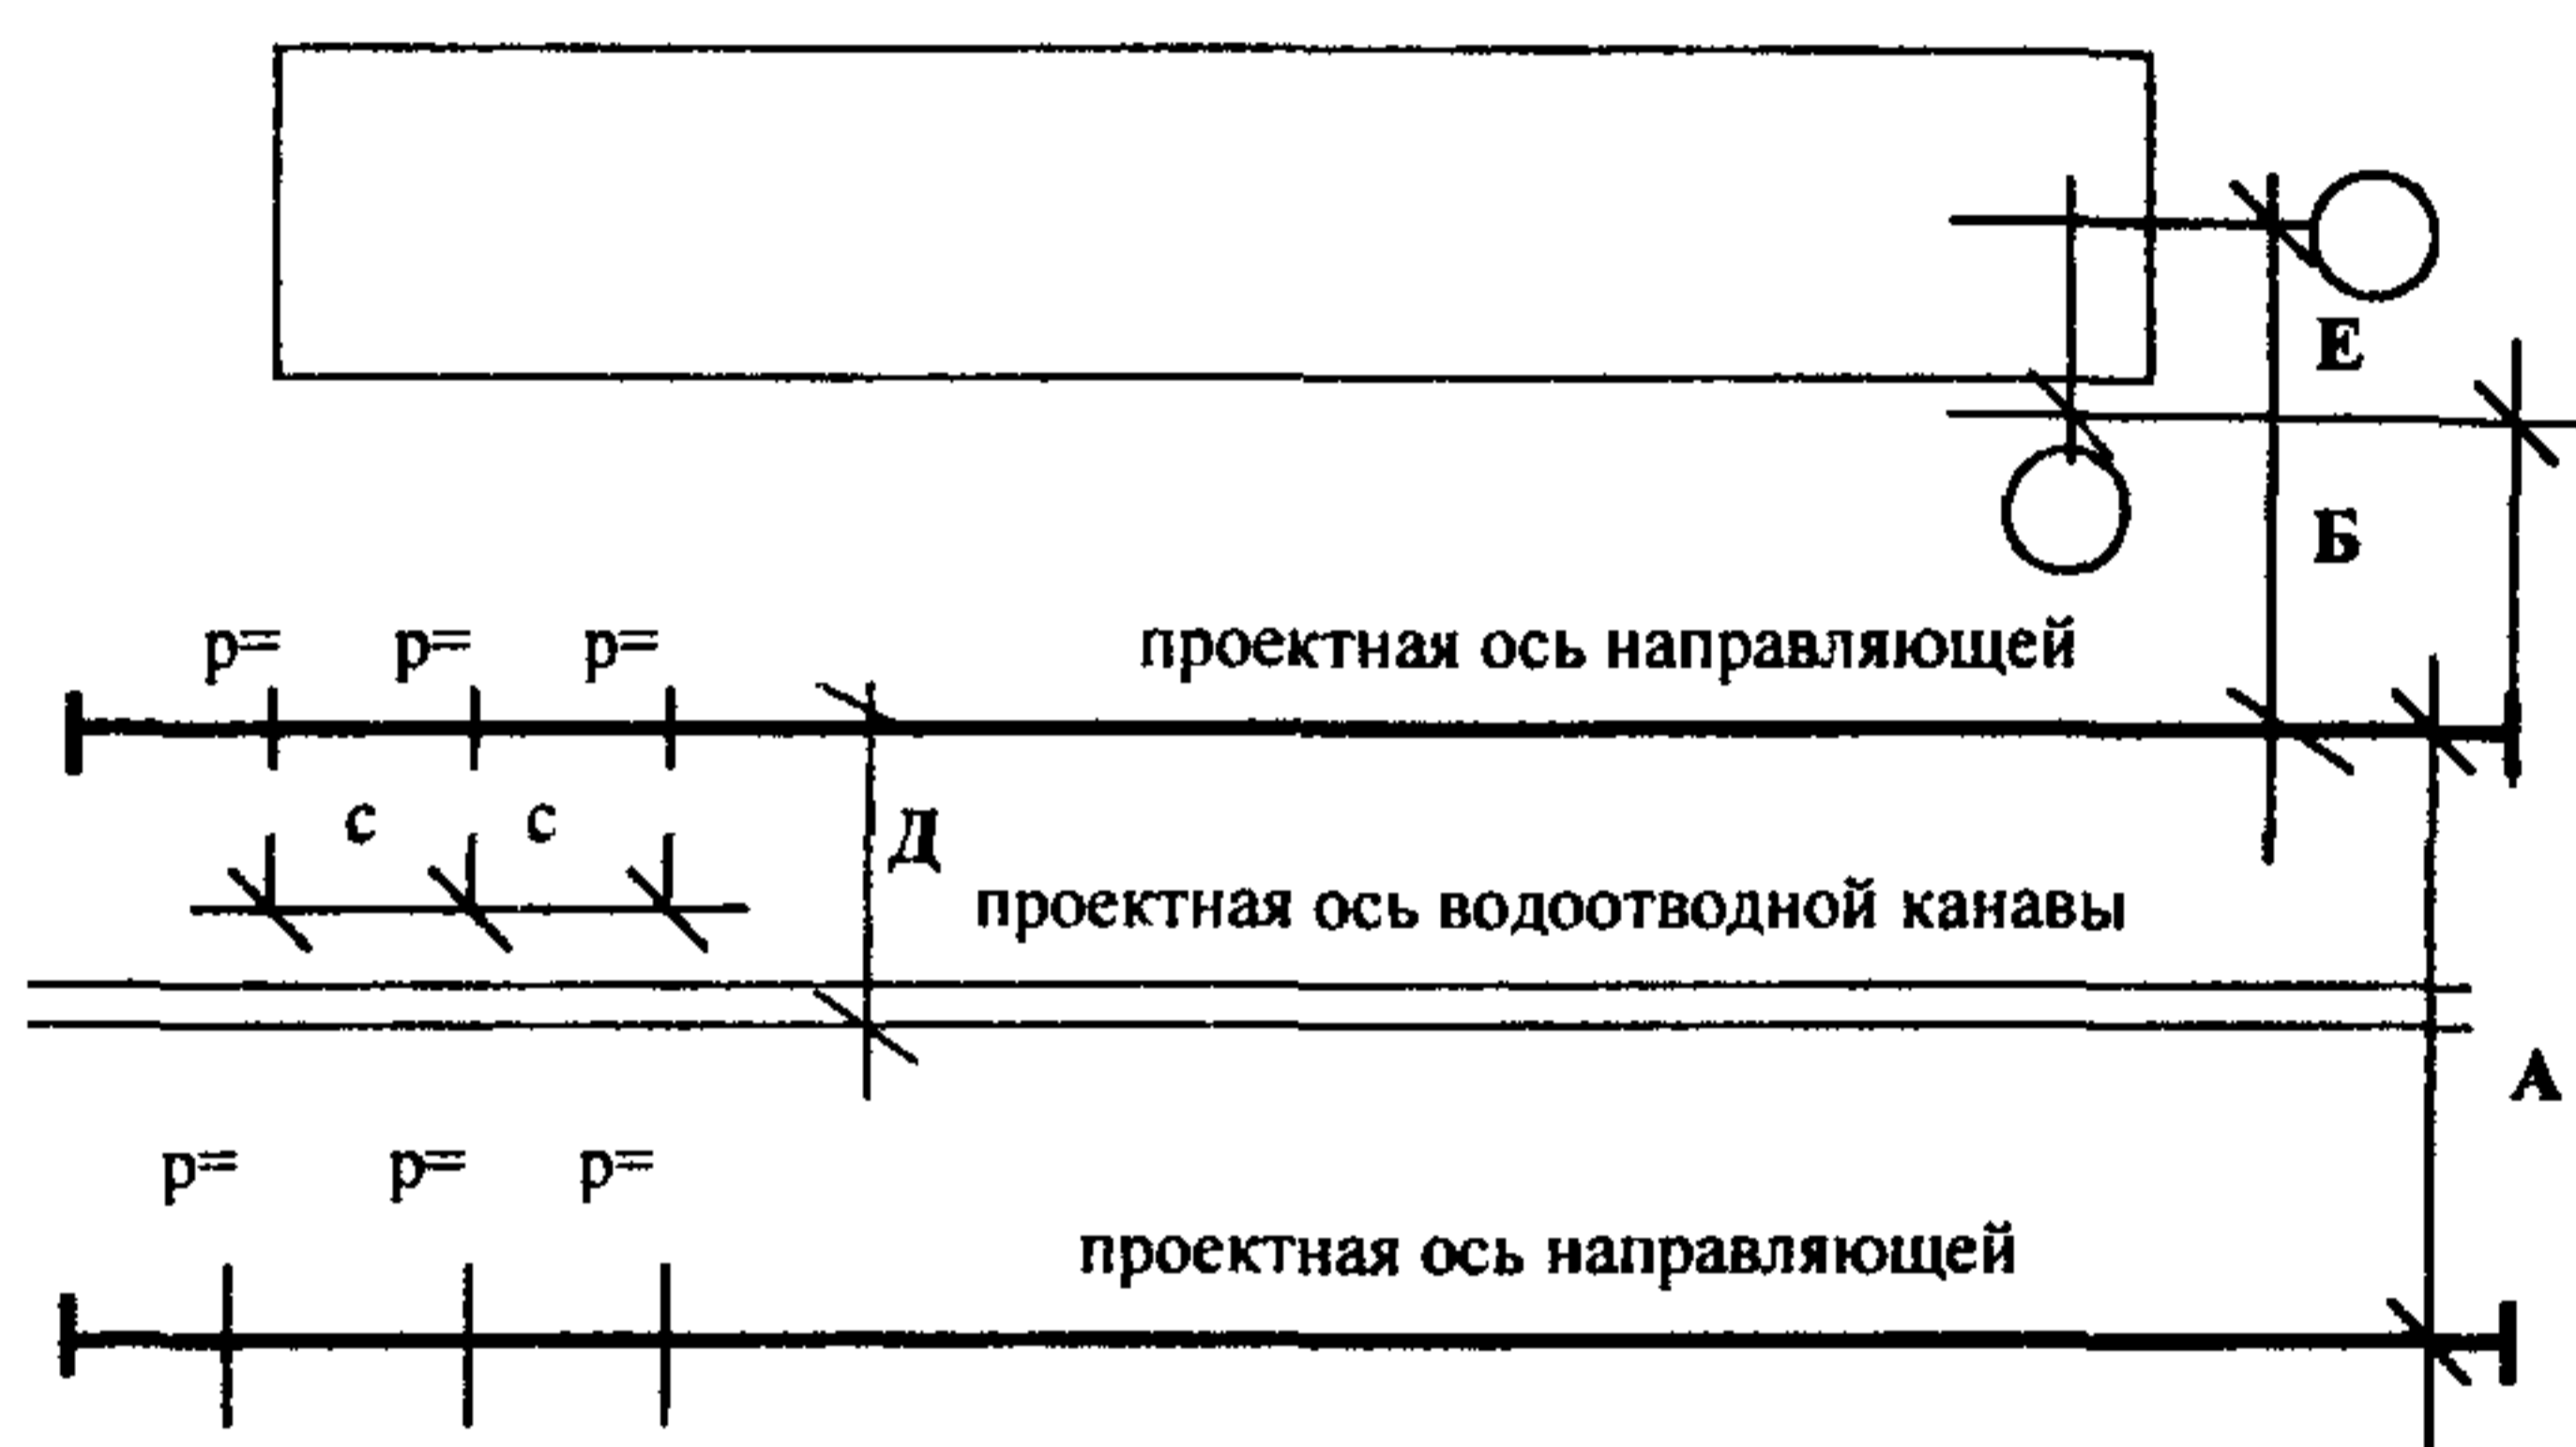 Е
Б
р= р= р=
проектная ось направляющей
с с
Д
проектная ось водоотводной канавы
А
р= р= р=
проектная ось направляющей